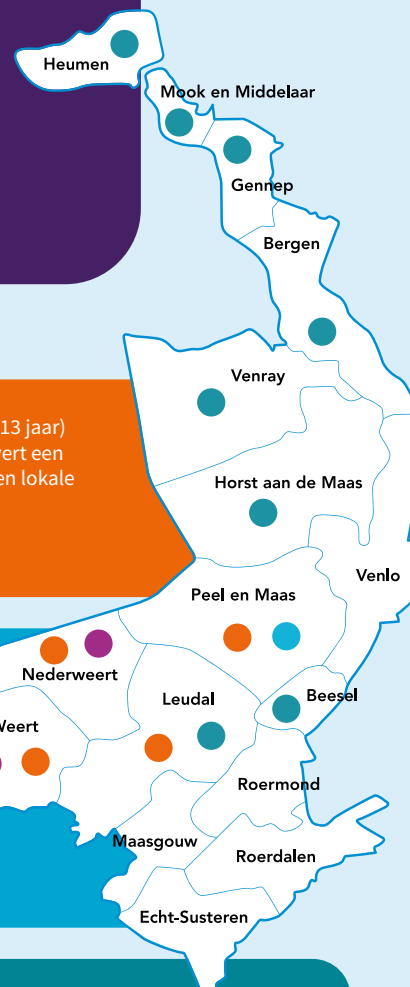 Heumen
Mook en Middelaar
Gennep
Bergen
Venray
13 jaar)
vert een
en lokale
Horst aan de Maas
Venlo
Peel en Maas
Nederweert
Leudal
Beesel
Weert
Roermond
Maasgouw
Roerdalen
Echt-Susteren